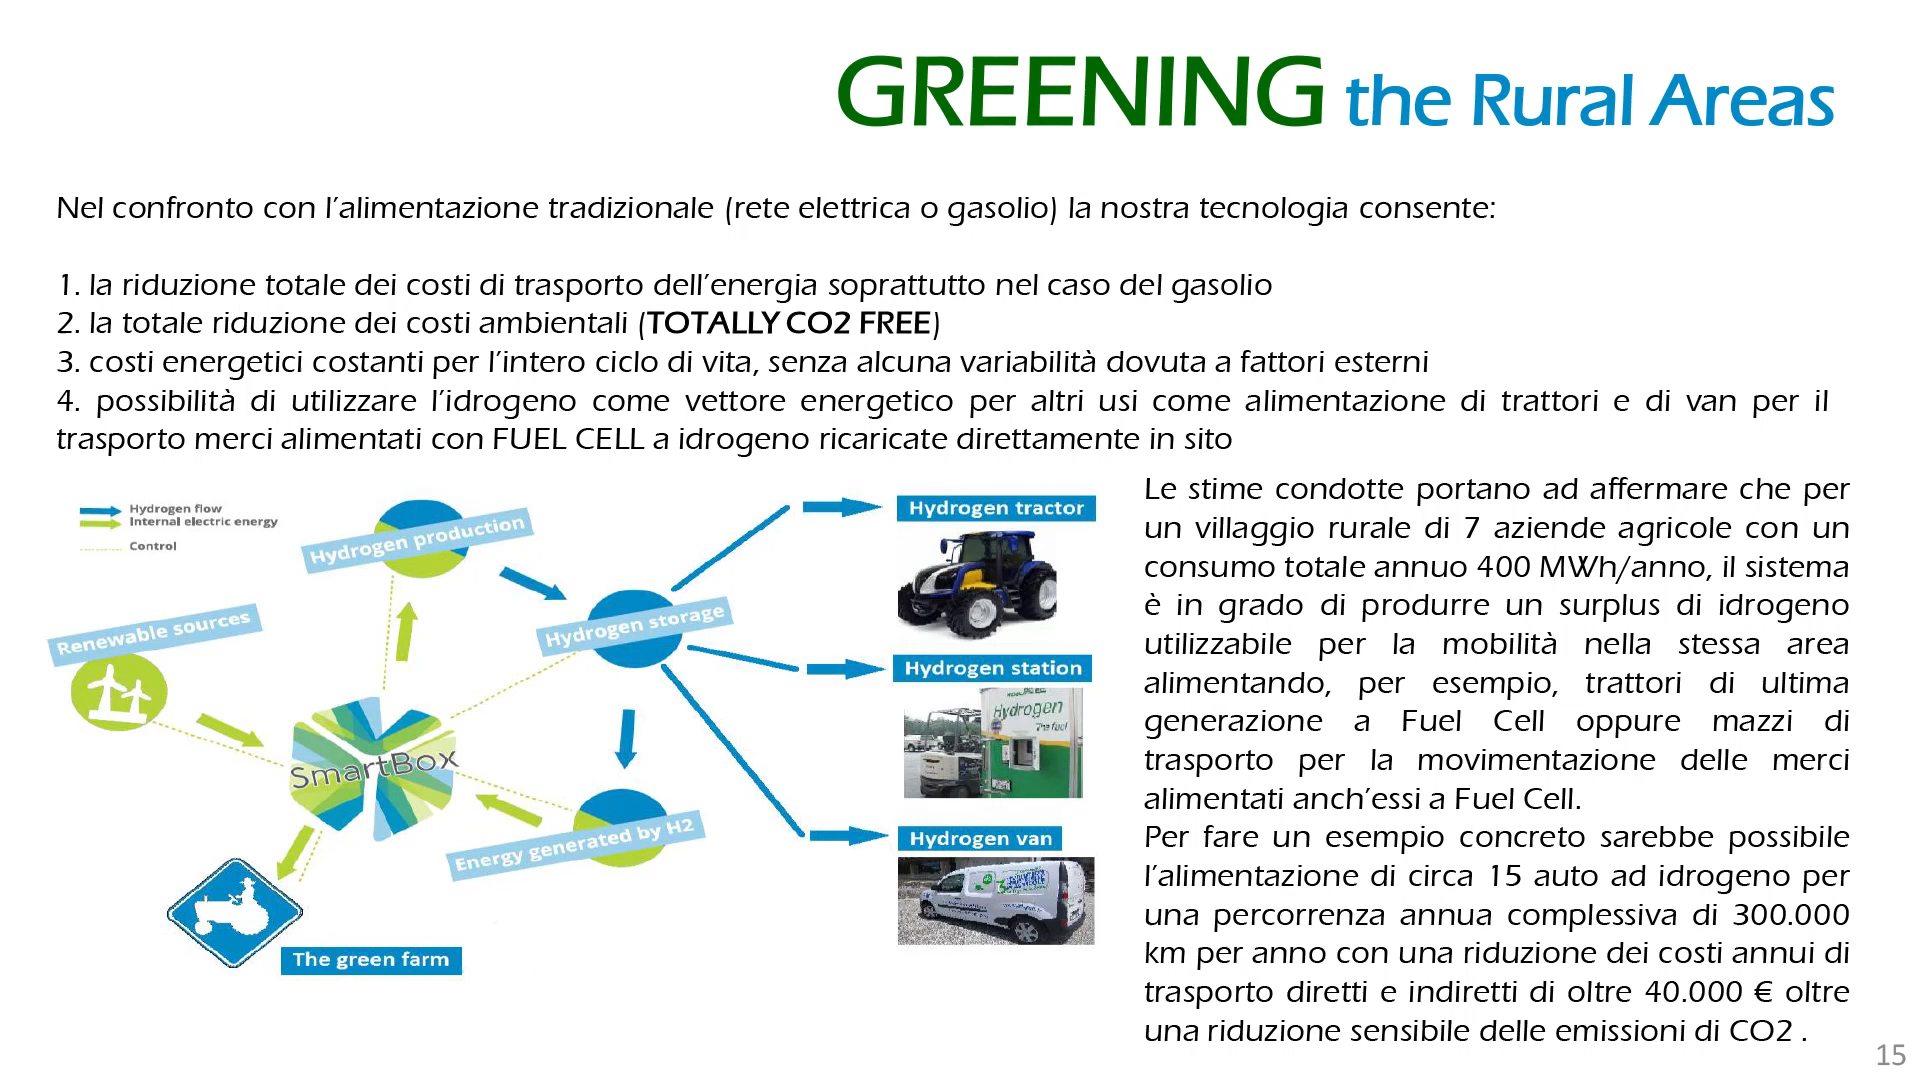 GREENING the Rural Areas
Nel confronto con l’alimentazione tradizionale (rete elettrica o gasolio) la nostra tecnologia consente:
1. la riduzione totale dei costi di trasporto dell’energia soprattutto nel caso del gasolio
2. la totale riduzione dei costi ambientali (TOTALLY CO2 FREE)
3. costi energetici costanti per l’intero ciclo di vita, senza alcuna variabilità dovuta a fattori esterni
4. possibilità di utilizzare l’idrogeno come vettore energetico per altri usi come alimentazione di trattori e di van per il
trasporto merci alimentati con FUEL CELL a idrogeno ricaricate direttamente in sito
Hydrogen flow
Internal electric energy
Control
Hydrogen production
Renewable sources
Hydrogen storage
SmartBox
Energy generated by H2
The green farm
Hydrogen tractor
Hydrogen station
Hydrogen
The fuel
Hydrogen van
Le stime condotte portano ad affermare che per
un villaggio rurale di 7 aziende agricole con un
consumo totale annuo 400 MWh/anno, il sistema
è in grado di produrre un surplus di idrogeno
utilizzabile per la mobilità nella stessa area
alimentando, per esempio, trattori di ultima
generazione a Fuel Cell oppure mazzi di
trasporto per la movimentazione delle merci
alimentati anch’essi a Fuel Cell.
Per fare un esempio concreto sarebbe possibile
l’alimentazione di circa 15 auto ad idrogeno per
una percorrenza annua complessiva di 300.000
km per anno con una riduzione dei costi annui di
trasporto diretti e indiretti di oltre 40.000 € oltre
una riduzione sensibile delle emissioni di CO2 .
15